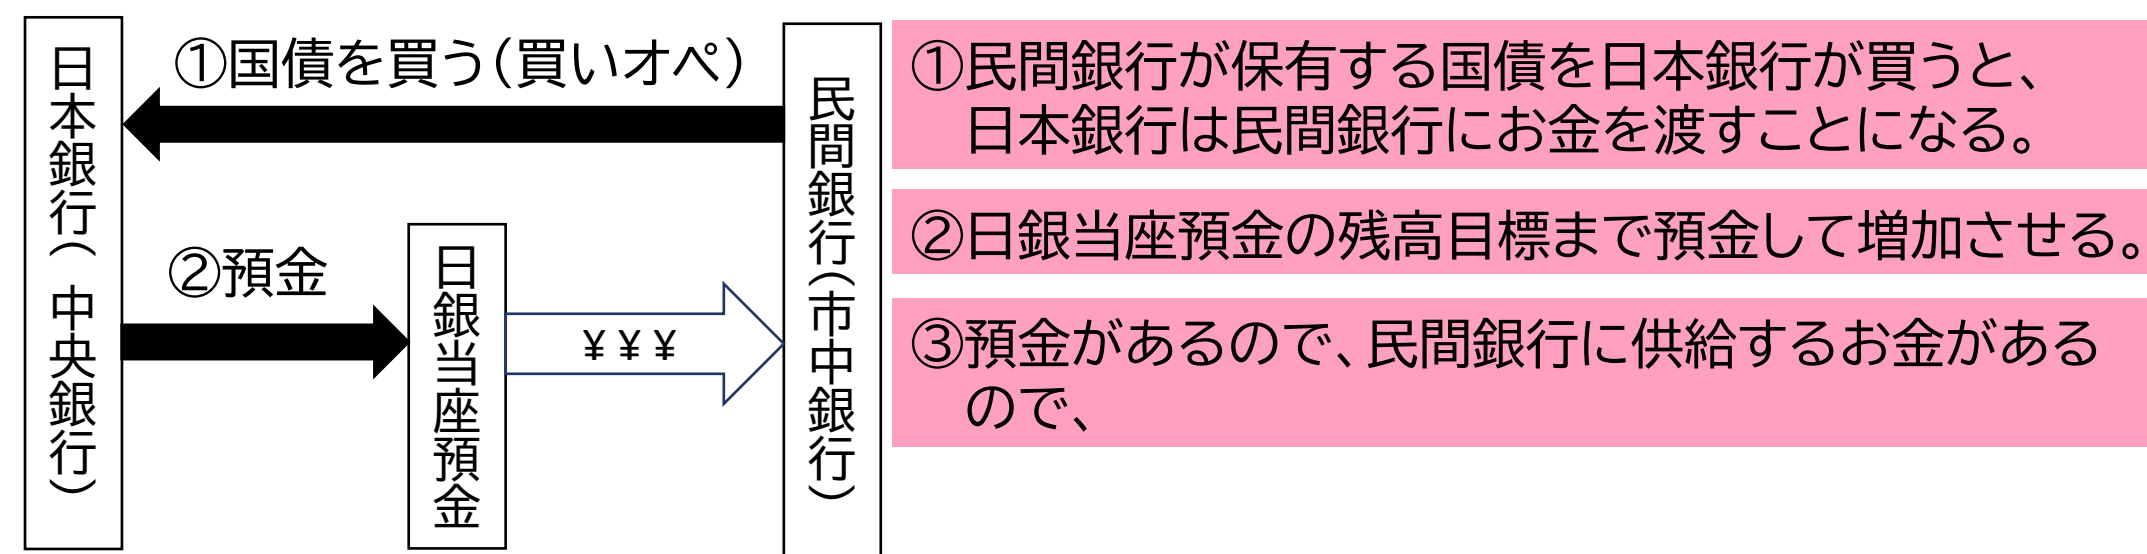 日本銀行（ 中央銀行）
①国債を買う（買いオペ）
②預金
日銀当座預金
¥ ¥ ¥
民間銀行（市中銀行）
①民間銀行が保有する国債を日本銀行が買うと、
日本銀行は民間銀行にお金を渡すことになる。
②日銀当座預金の残高目標まで預金して増加させる。
③預金があるので、民間銀行に供給するお金がある
ので、